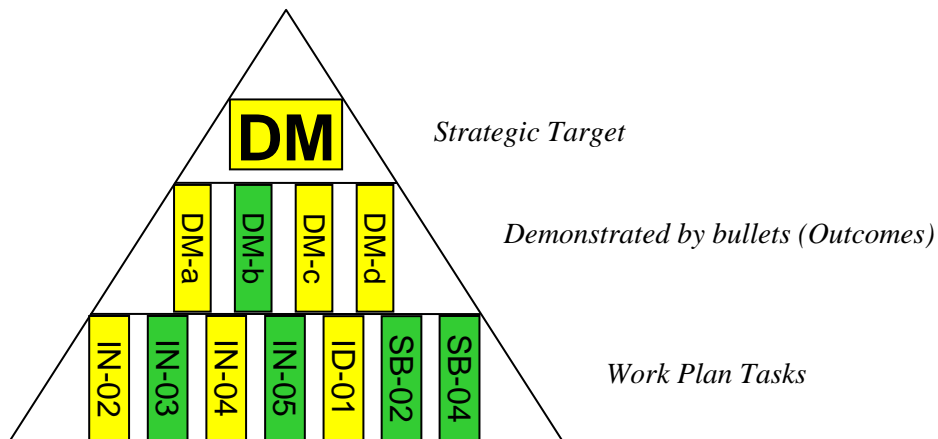 DM
Strategic Target
DM-a
DM-b
DM-c
DM-d
Demonstrated by bullets (Outcomes)
IN-02
IN-03
IN-04
IN-05
ID-01
SB-02
SB-04
Work Plan Tasks